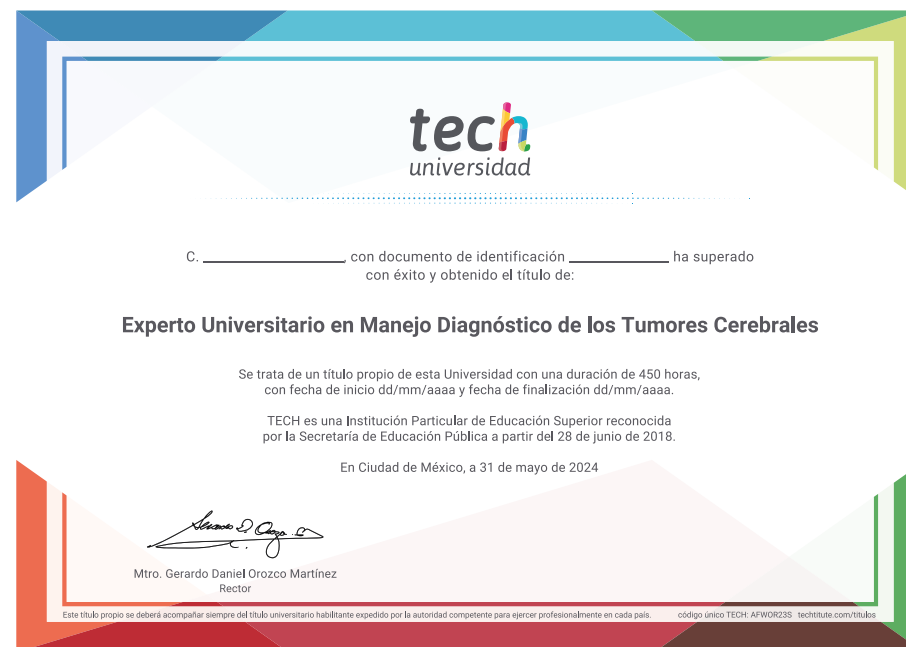 tech
universidad
C. ____________, con documento de identificación ____________ ha superado
con éxito y obtenido el título de:
Experto Universitario en Manejo Diagnóstico de los Tumores Cerebrales
Se trata de un título propio de esta Universidad con una duración de 450 horas,
con fecha de inicio dd/mm/aaaa y fecha de finalización dd/mm/aaaa.
TECH es una Institución Particular de Educación Superior reconocida
por la Secretaría de Educación Pública a partir del 28 de junio de 2018.
En Ciudad de México, a 31 de mayo de 2024
Mtro. Gerardo Daniel Orozco Martínez
Rector
Este título propio se deberá acompañar siempre del título universitario habilitante expedido por la autoridad competente para ejercer profesionalmente en cada país. código único TECH: AFWOR23S techtitute.com/titulos